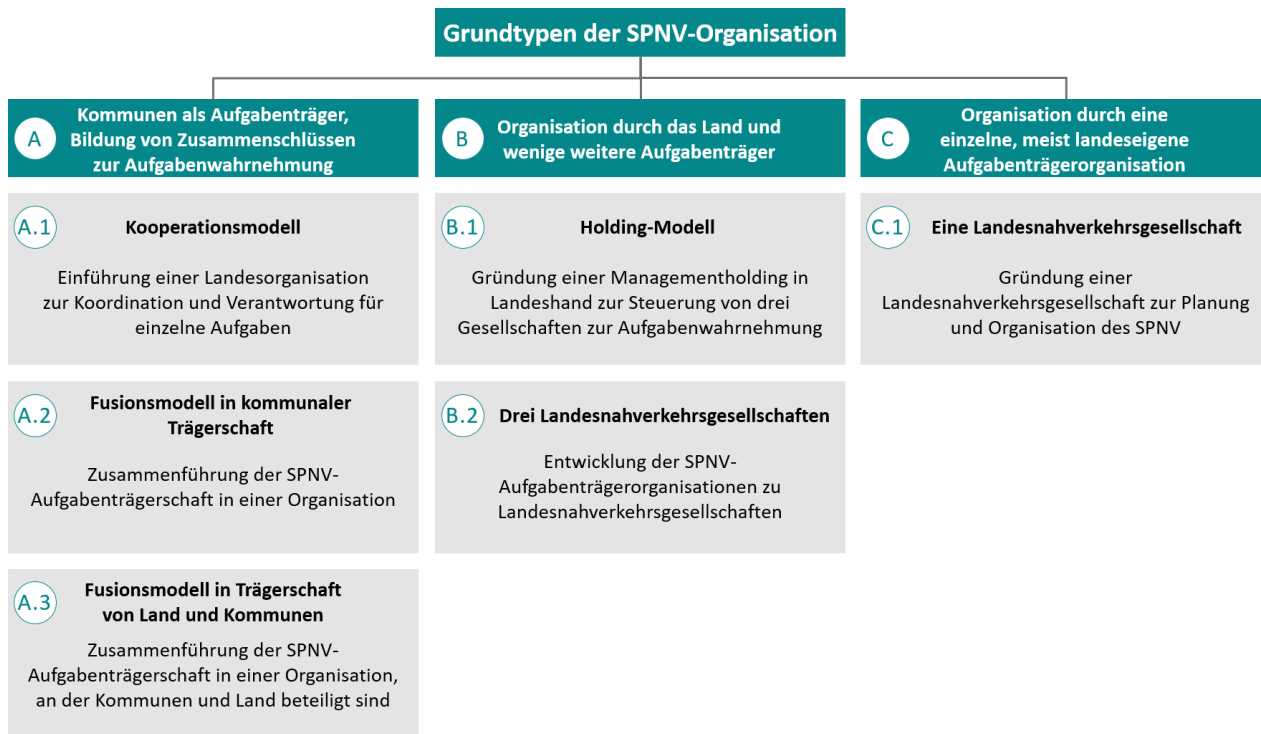 Grundtypen der SPNV-Organisation
A
Kommunen als Aufgabenträger,
Bildung von Zusammenschlüssen
zur Aufgabenwahrnehmung
A.1
Kooperationsmodell
Einführung einer Landesorganisation
zur Koordination und Verantwortung für
einzelne Aufgaben
A.2
Fusionsmodell in kommunaler
Trägerschaft
Zusammenführung der SPNV-
Aufgabenträgerschaft in einer Organisation
A.3
Fusionsmodell in Trägerschaft
von Land und Kommunen
Zusammenführung der SPNV-
Aufgabenträgerschaft in einer Organisation,
an der Kommunen und Land beteiligt sind
B
Organisation durch das Land und
wenige weitere Aufgabenträger
B.1
Holding-Modell
Gründung einer Managementholding in
Landeshand zur Steuerung von drei
Gesellschaften zur Aufgabenwahrnehmung
B.2
Drei Landesnahverkehrsgesellschaften
Entwicklung der SPNV-
Aufgabenträgerorganisationen zu
Landesnahverkehrsgesellschaften
C
Organisation durch eine
einzelne, meist landeseigene
Aufgabenträgerorganisation
C.1
Eine Landesnahverkehrsgesellschaft
Gründung einer
Landesnahverkehrsgesellschaft zur Planung
und Organisation des SPNV